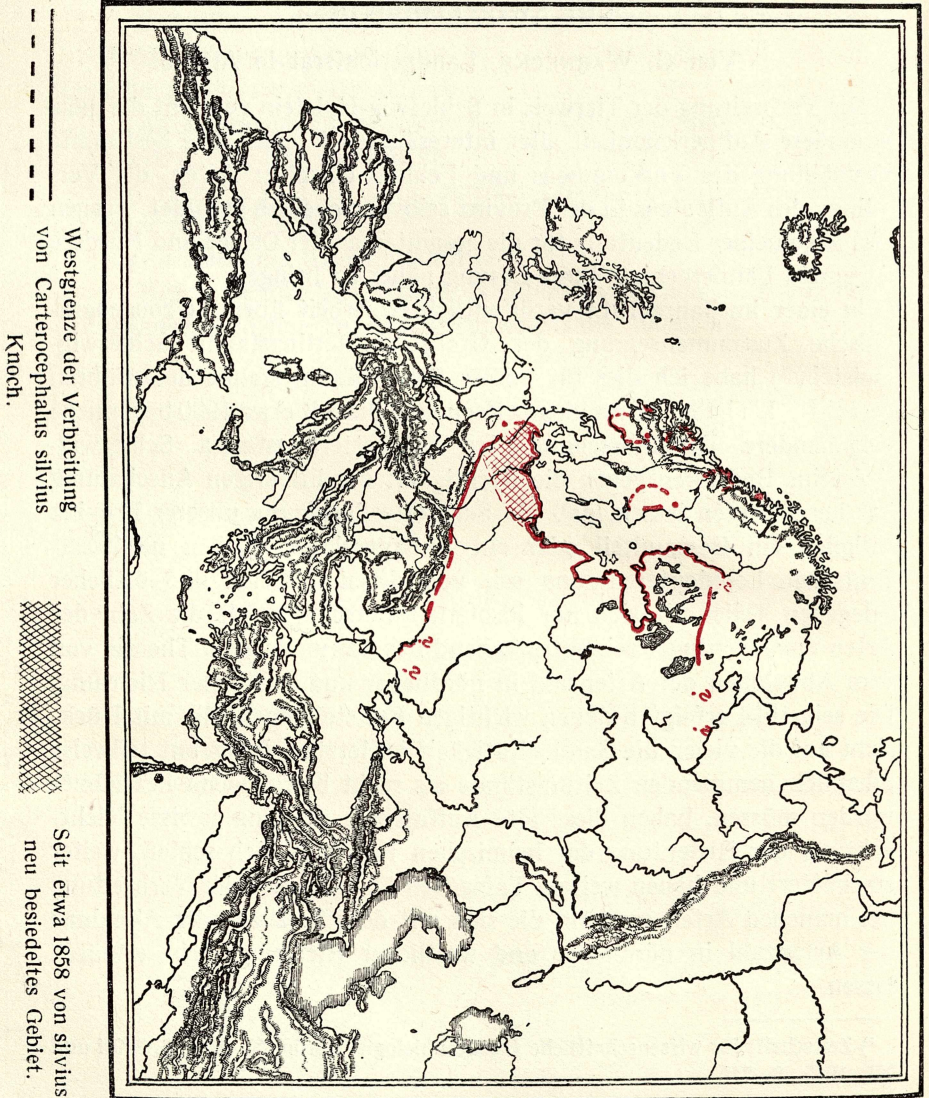 Westgrenze der Verbreitung
von Carterocephalus silvius
Knoch.
Seit etwa 1858 von silvius
neu besiedeltes Gebiet.